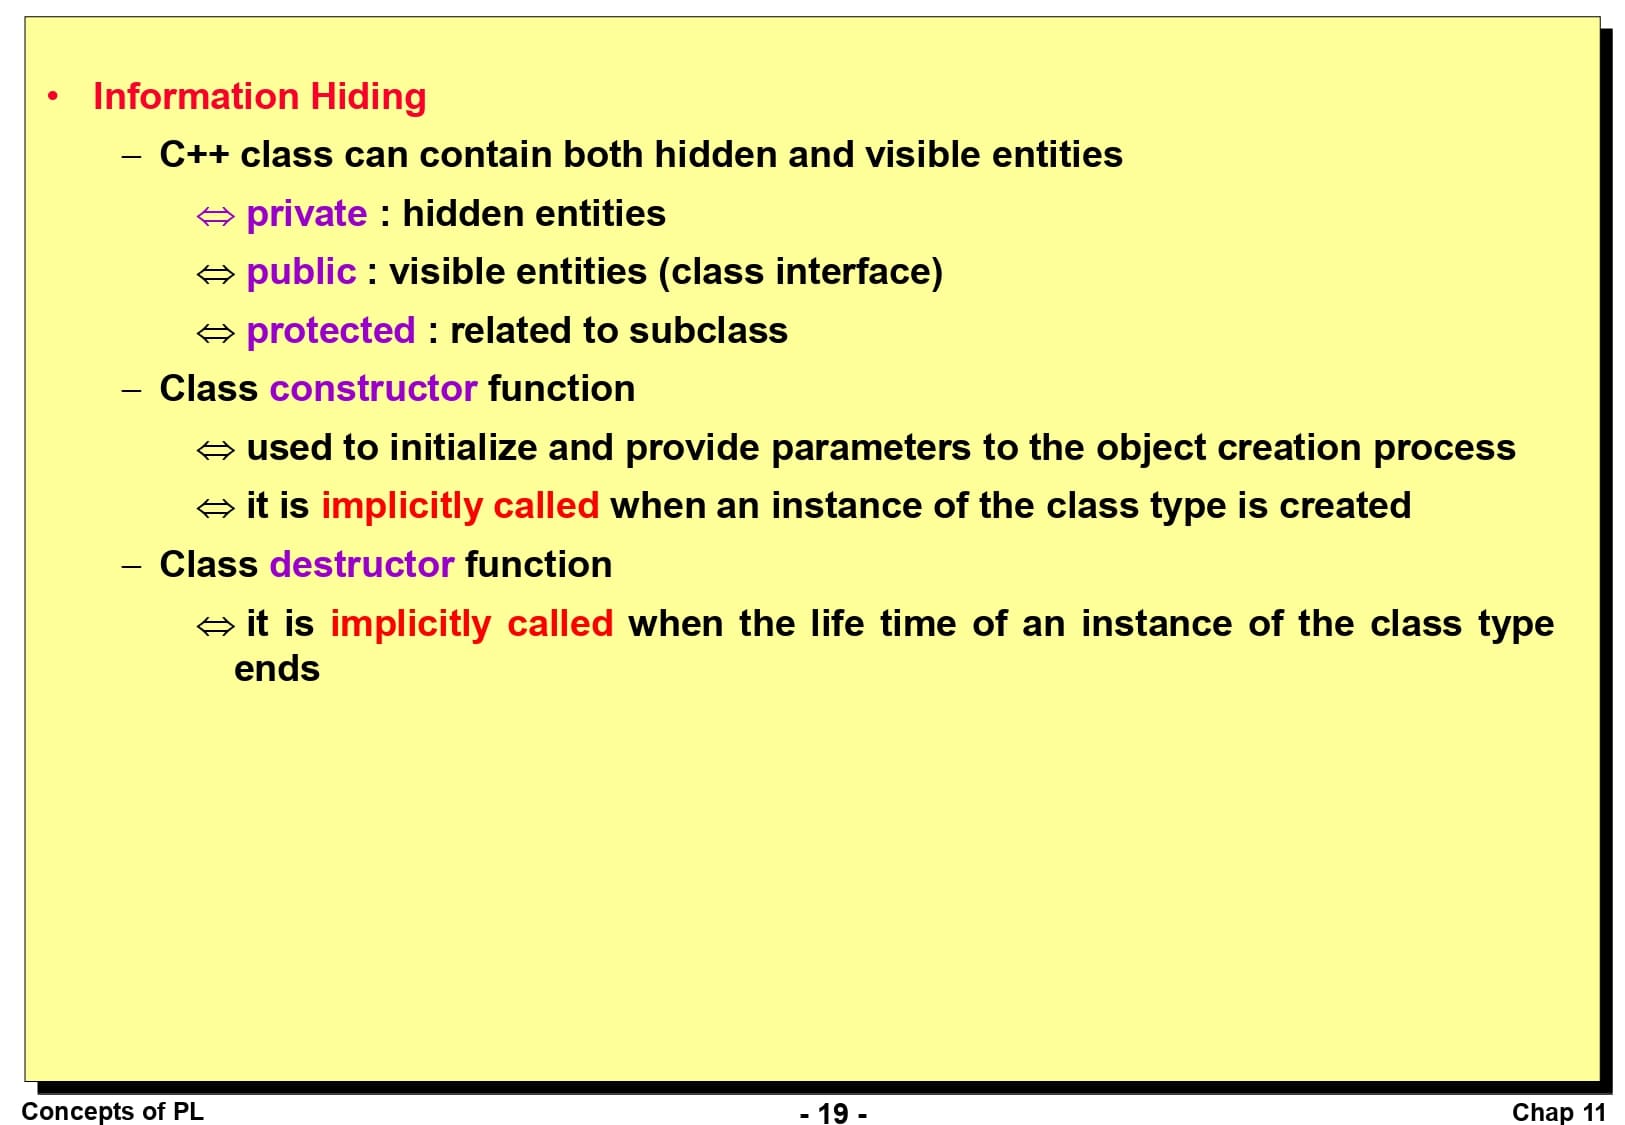 • Information Hiding
– C++ class can contain both hidden and visible entities
⇔ private : hidden entities
⇔ public : visible entities (class interface)
⇔ protected : related to subclass
– Class constructor function
⇔ used to initialize and provide parameters to the object creation process
⇔ it is implicitly called when an instance of the class type is created
– Class destructor function
⇔ it is implicitly called when the life time of an instance of the class type
ends
Concepts of PL
- 19 -
Chap 11